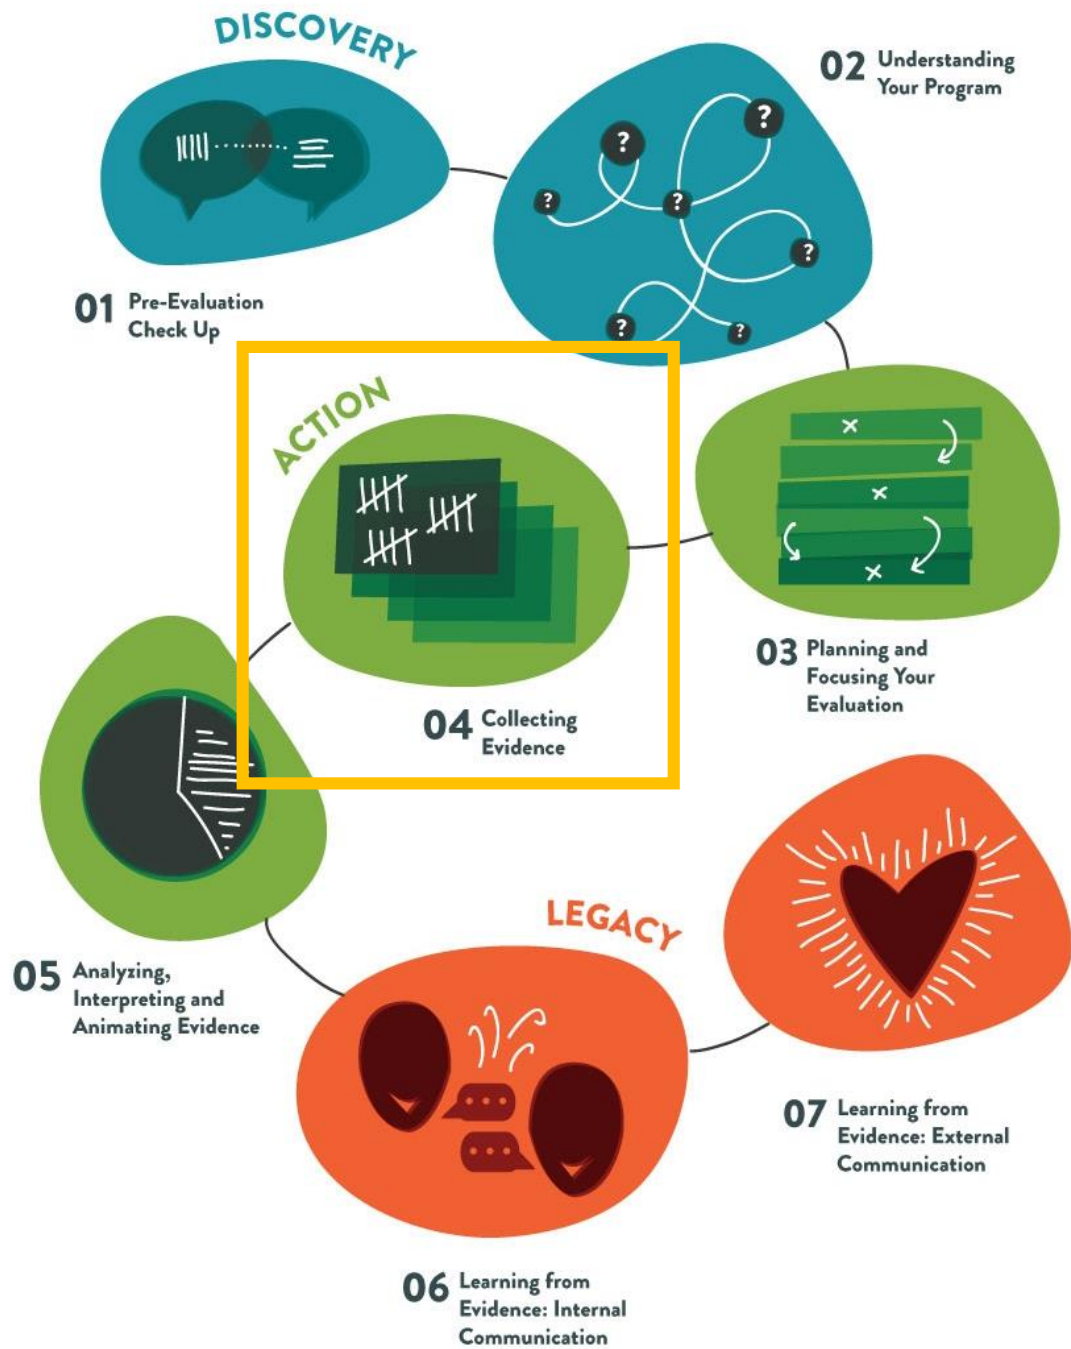 DISCOVERY
01 Pre-Evaluation
Check Up
02 Understanding
Your Program
?
?
?
?
?
?
?
ACTION
03 Planning and
Focusing Your
Evaluation
04 Collecting
Evidence
05 Analyzing,
Interpreting and
Animating Evidence
LEGACY
06 Learning from
Evidence: Internal
Communication
07 Learning from
Evidence: External
Communication